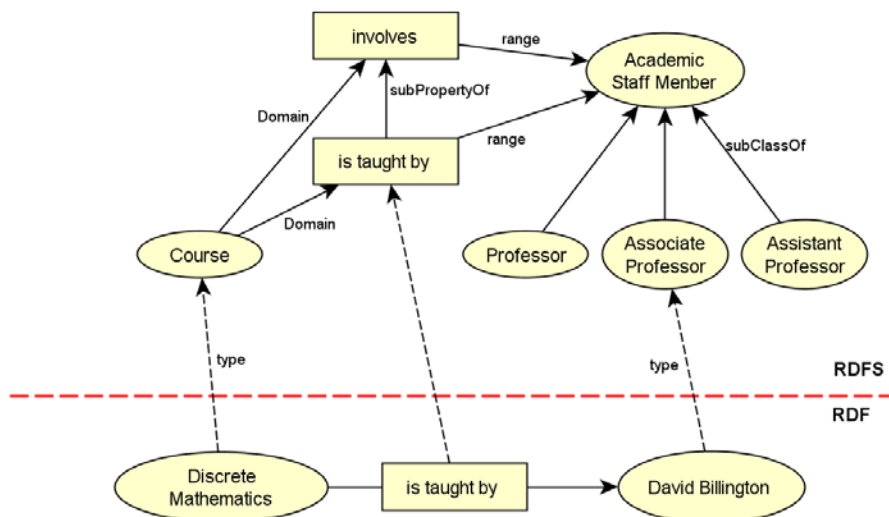 involves
range
Academic
Staff Menber
subPropertyOf
Domain
range
is taught by
subClassOf
Domain
Course
Professor
Associate
Professor
Assistant
Professor
type
type
RDFS
RDF
Discrete
Mathematics
is taught by
David Billington